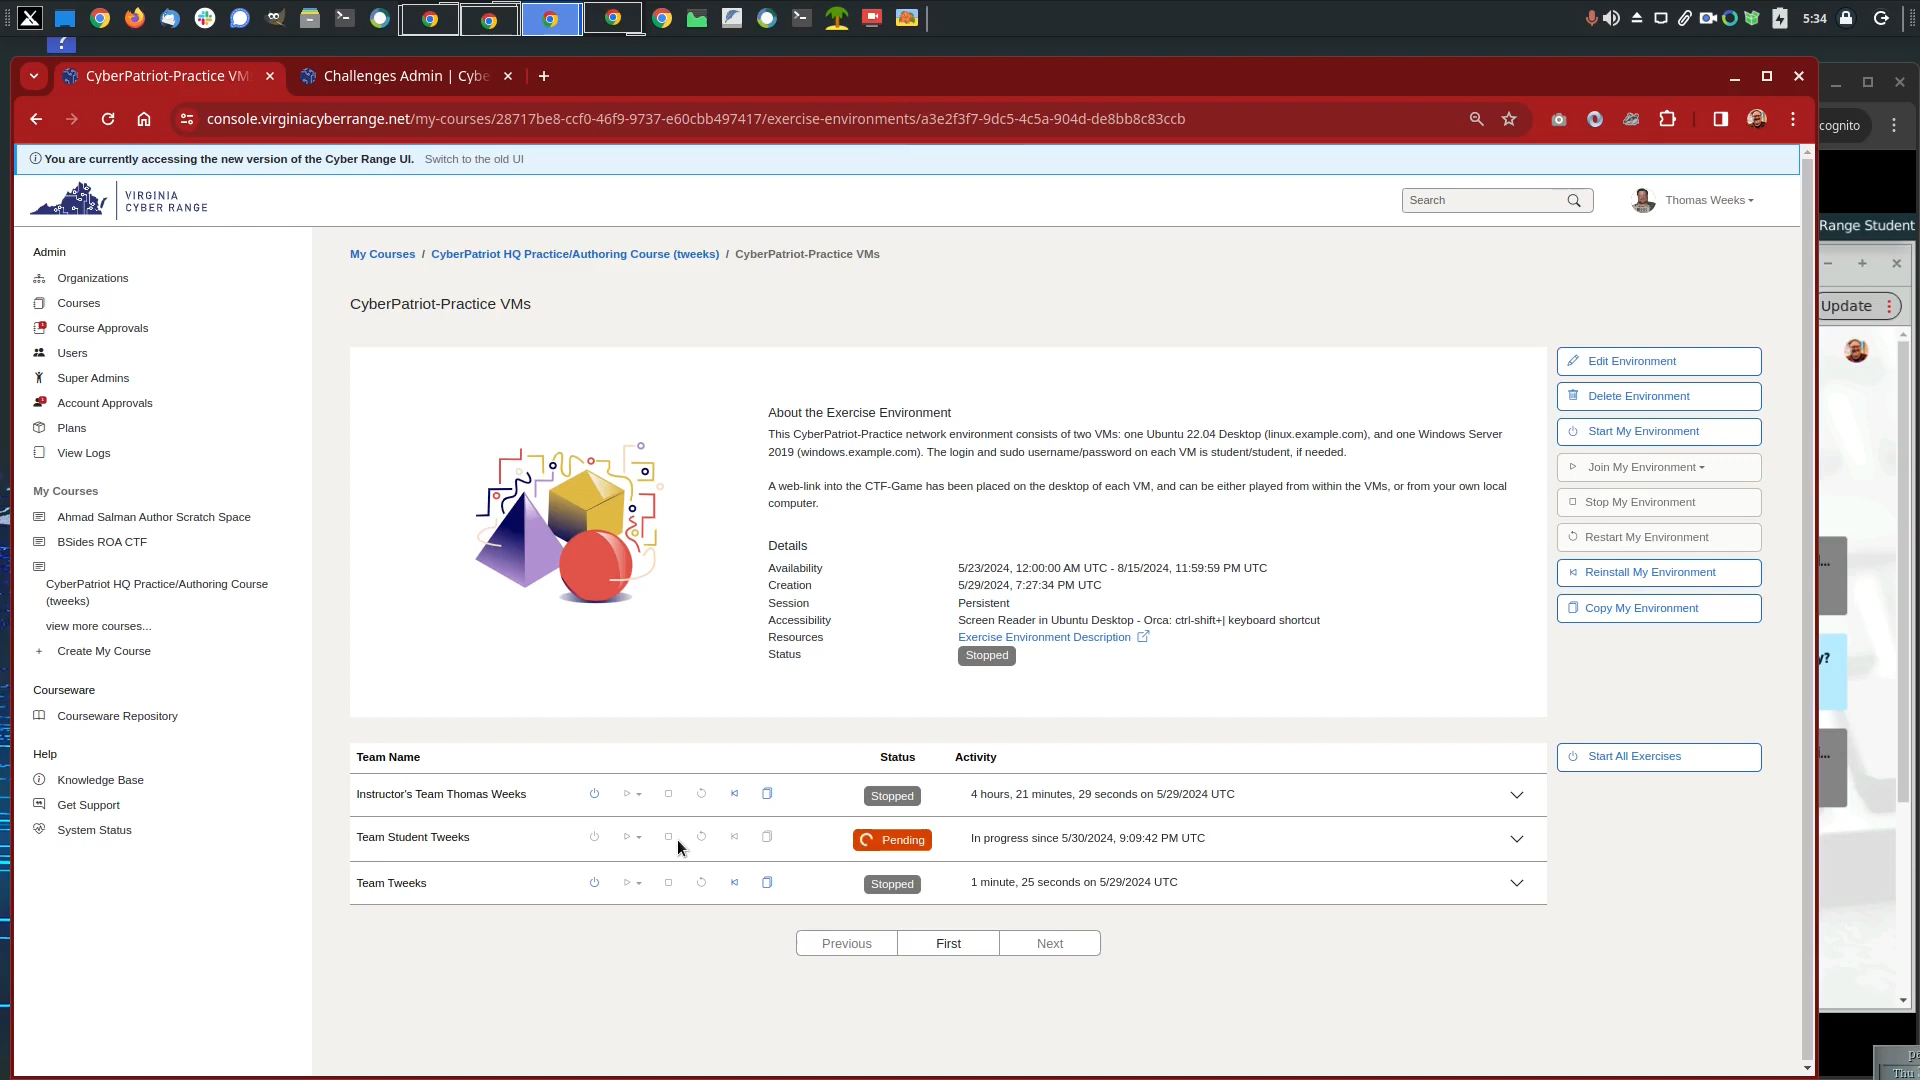 5:34
?
CyberPatriot-Practice VM
Challenges Admin | Cybe
console.virginiacyberrange.net/my-courses/28717be8-ccf0-46f9-9737-e60cbb497417/exercise-environments/a3e2f3f7-9dc5-4c5a-904d-de8bb8c83ccb
cognito
You are currently accessing the new version of the Cyber Range UI. Switch to the old UI
VIRGINIA
CYBER RANGE
Search
Thomas Weeks
Range Student
Update
Admin
Organizations
Courses
Course Approvals
Users
Super Admins
Account Approvals
Plans
View Logs
My Courses
Ahmad Salman Author Scratch Space
BSides ROA CTF
CyberPatriot HQ Practice/Authoring Course
(tweeks)
view more courses...
+ Create My Course
Courseware
Courseware Repository
Help
Knowledge Base
Get Support
System Status
My Courses / CyberPatriot HQ Practice/Authoring Course (tweeks) / CyberPatriot-Practice VMs
CyberPatriot-Practice VMs
About the Exercise Environment
This CyberPatriot-Practice network environment consists of two VMs: one Ubuntu 22.04 Desktop (linux.example.com), and one Windows Server
2019 (windows.example.com). The login and sudo username/password on each VM is student/student, if needed.
A web-link into the CTF-Game has been placed on the desktop of each VM, and can be either played from within the VMs, or from your own local
computer.
Details
Availability 5/23/2024, 12:00:00 AM UTC - 8/15/2024, 11:59:59 PM UTC
Creation 5/29/2024, 7:27:34 PM UTC
Session Persistent
Accessibility Screen Reader in Ubuntu Desktop - Orca: ctrl-shift+| keyboard shortcut
Resources Exercise Environment Description
Status Stopped
Edit Environment
Delete Environment
Start My Environment
Join My Environment
Stop My Environment
Restart My Environment
Reinstall My Environment
Copy My Environment
Team Name Status Activity
Instructor's Team Thomas Weeks Stopped 4 hours, 21 minutes, 29 seconds on 5/29/2024 UTC
Team Student Tweeks Pending In progress since 5/30/2024, 9:09:42 PM UTC
Team Tweeks Stopped 1 minute, 25 seconds on 5/29/2024 UTC
Start All Exercises
Previous First Next
...
y?
...
Thu